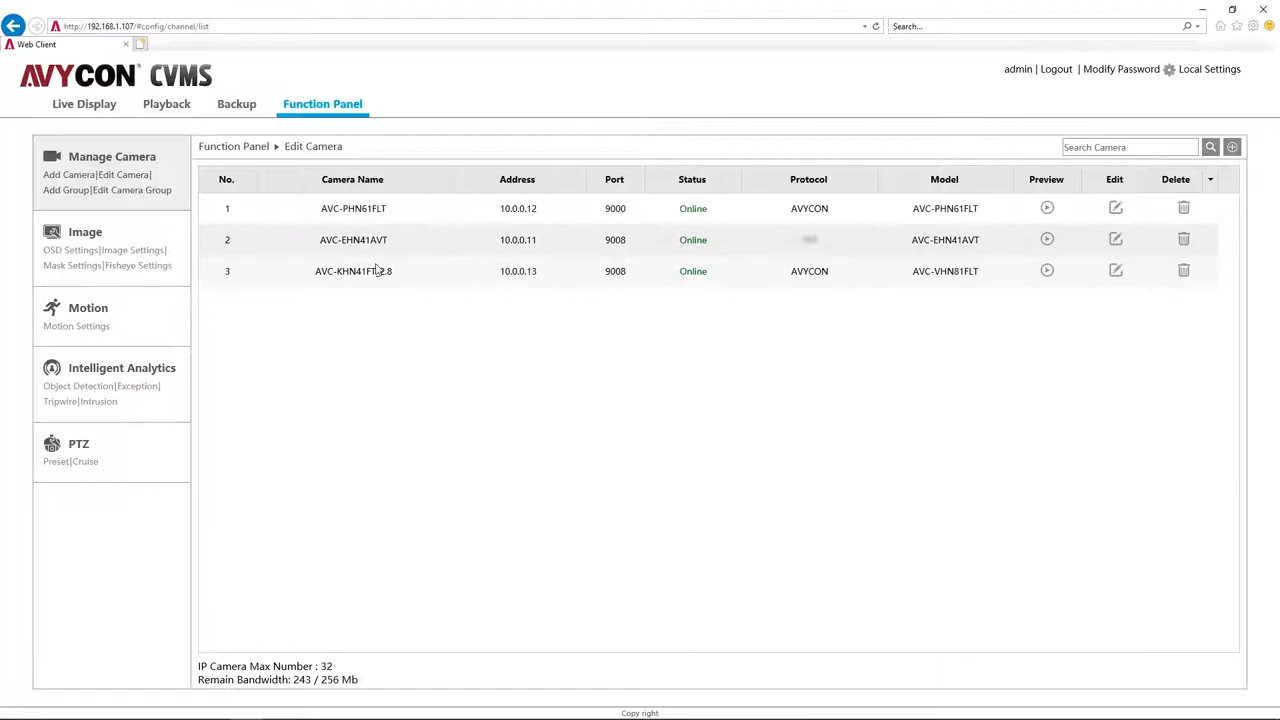 http://192.168.1.107/#config/channel/list
Search...
Web Client
AVYCON CVMS
admin | Logout | Modify Password Local Settings
Live Display Playback Backup Function Panel
Manage Camera
Add Camera|Edit Camera|
Add Group|Edit Camera Group
Image
OSD Settings|Image Settings|
Mask Settings|Fisheye Settings
Motion
Motion Settings
Intelligent Analytics
Object Detection|Exception|
Tripwire|Intrusion
PTZ
Preset|Cruise
Function Panel ▸ Edit Camera
Search Camera
No. Camera Name Address Port Status Protocol Model Preview Edit Delete
1 AVC-PHN61FLT 10.0.0.12 9000 Online AVYCON AVC-PHN61FLT
2 AVC-EHN41AVT 10.0.0.11 9008 Online AVC-EHN41AVT
3 10.0.0.13 9008 Online AVYCON AVC-VHN81FLT
IP Camera Max Number : 32
Remain Bandwidth: 243 / 256 Mb
Copy right